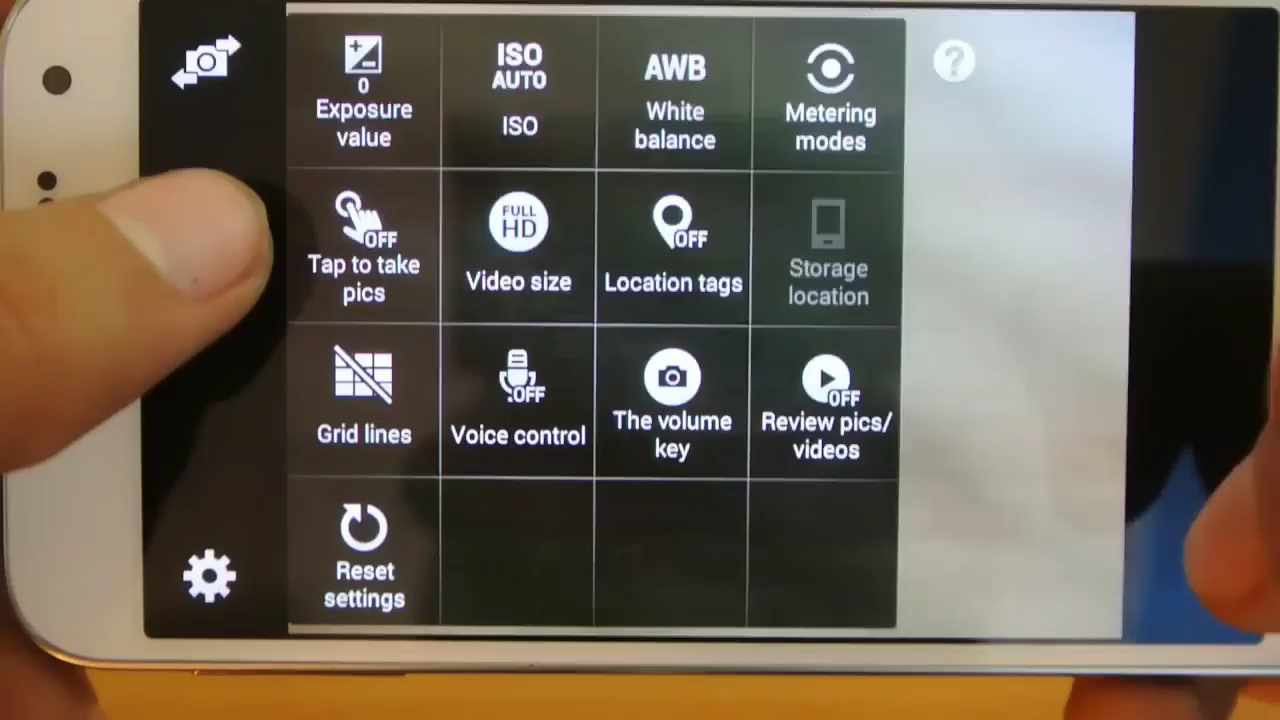 0
Exposure
value
ISO
AUTO
ISO
AWB
White
balance
Metering
modes
?
OFF
Tap to take
pics
FULL
HD
Video size
OFF
Location tags
Storage
location
Grid lines
OFF
Voice control
The volume
key
OFF
Review pics/
videos
Reset
settings